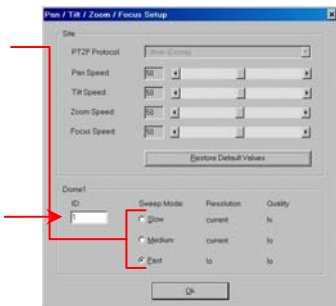 Pan / Tilt / Zoom / Focus Setup
Site
PTZF Protocol:
Pan Speed: 50
Tilt Speed: 50
Zoom Speed: 50
Focus Speed: 50
Restore Default Values
Dome1
ID: Sweep Mode: Resolution Quality
1 Slow current hi
Medium current lo
Fast lo lo
Ok